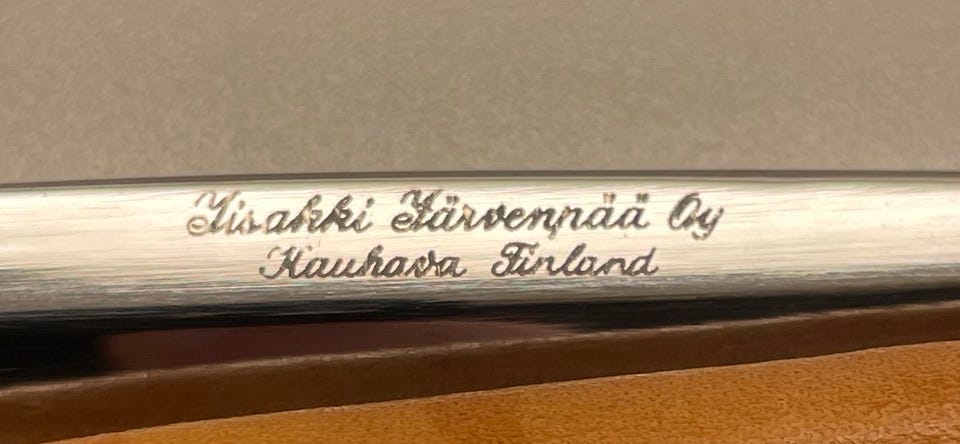 Iisakki Järvenpää Oy
Kauhava Finland